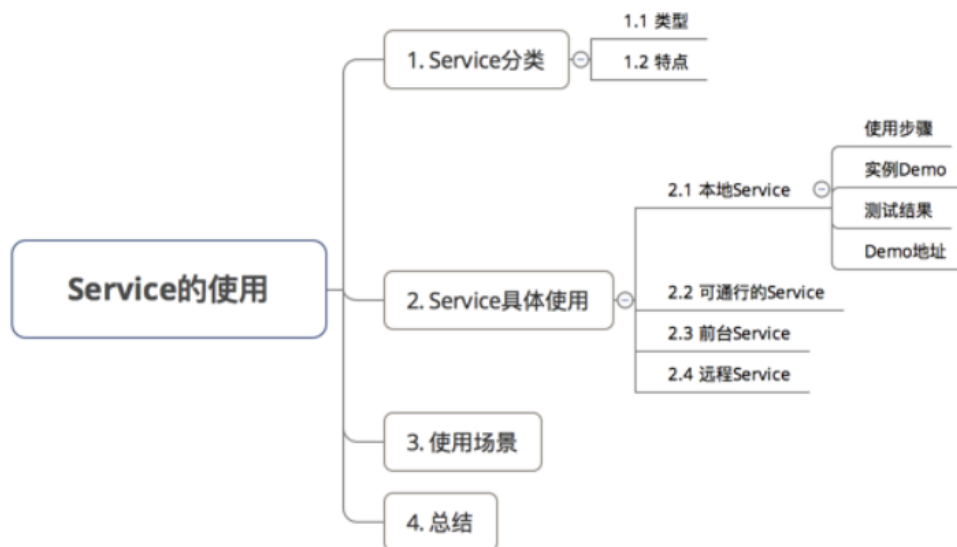 Service的使用
1. Service分类
1.1 类型
1.2 特点
2. Service具体使用
2.1 本地Service
使用步骤
实例Demo
测试结果
Demo地址
2.2 可通行的Service
2.3 前台Service
2.4 远程Service
3. 使用场景
4. 总结